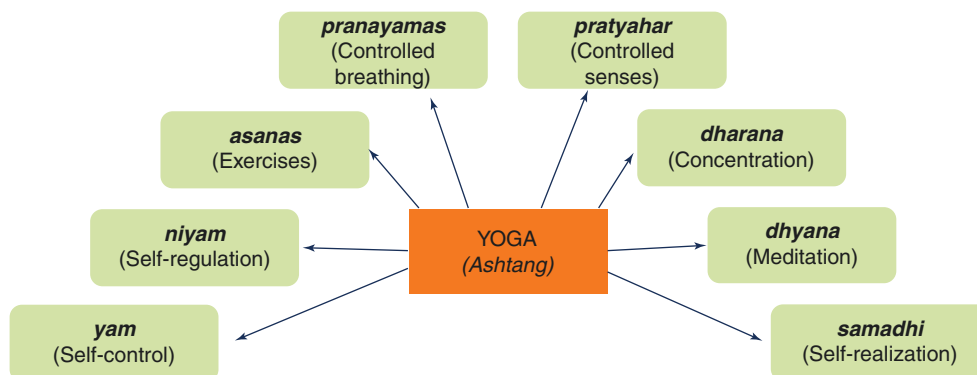 pranayamas
(Controlled
breathing)
pratyahar
(Controlled
senses)
asanas
(Exercises)
dharana
(Concentration)
niyam
(Self-regulation)
YOGA
(Ashtang)
dhyana
(Meditation)
yam
(Self-control)
samadhi
(Self-realization)